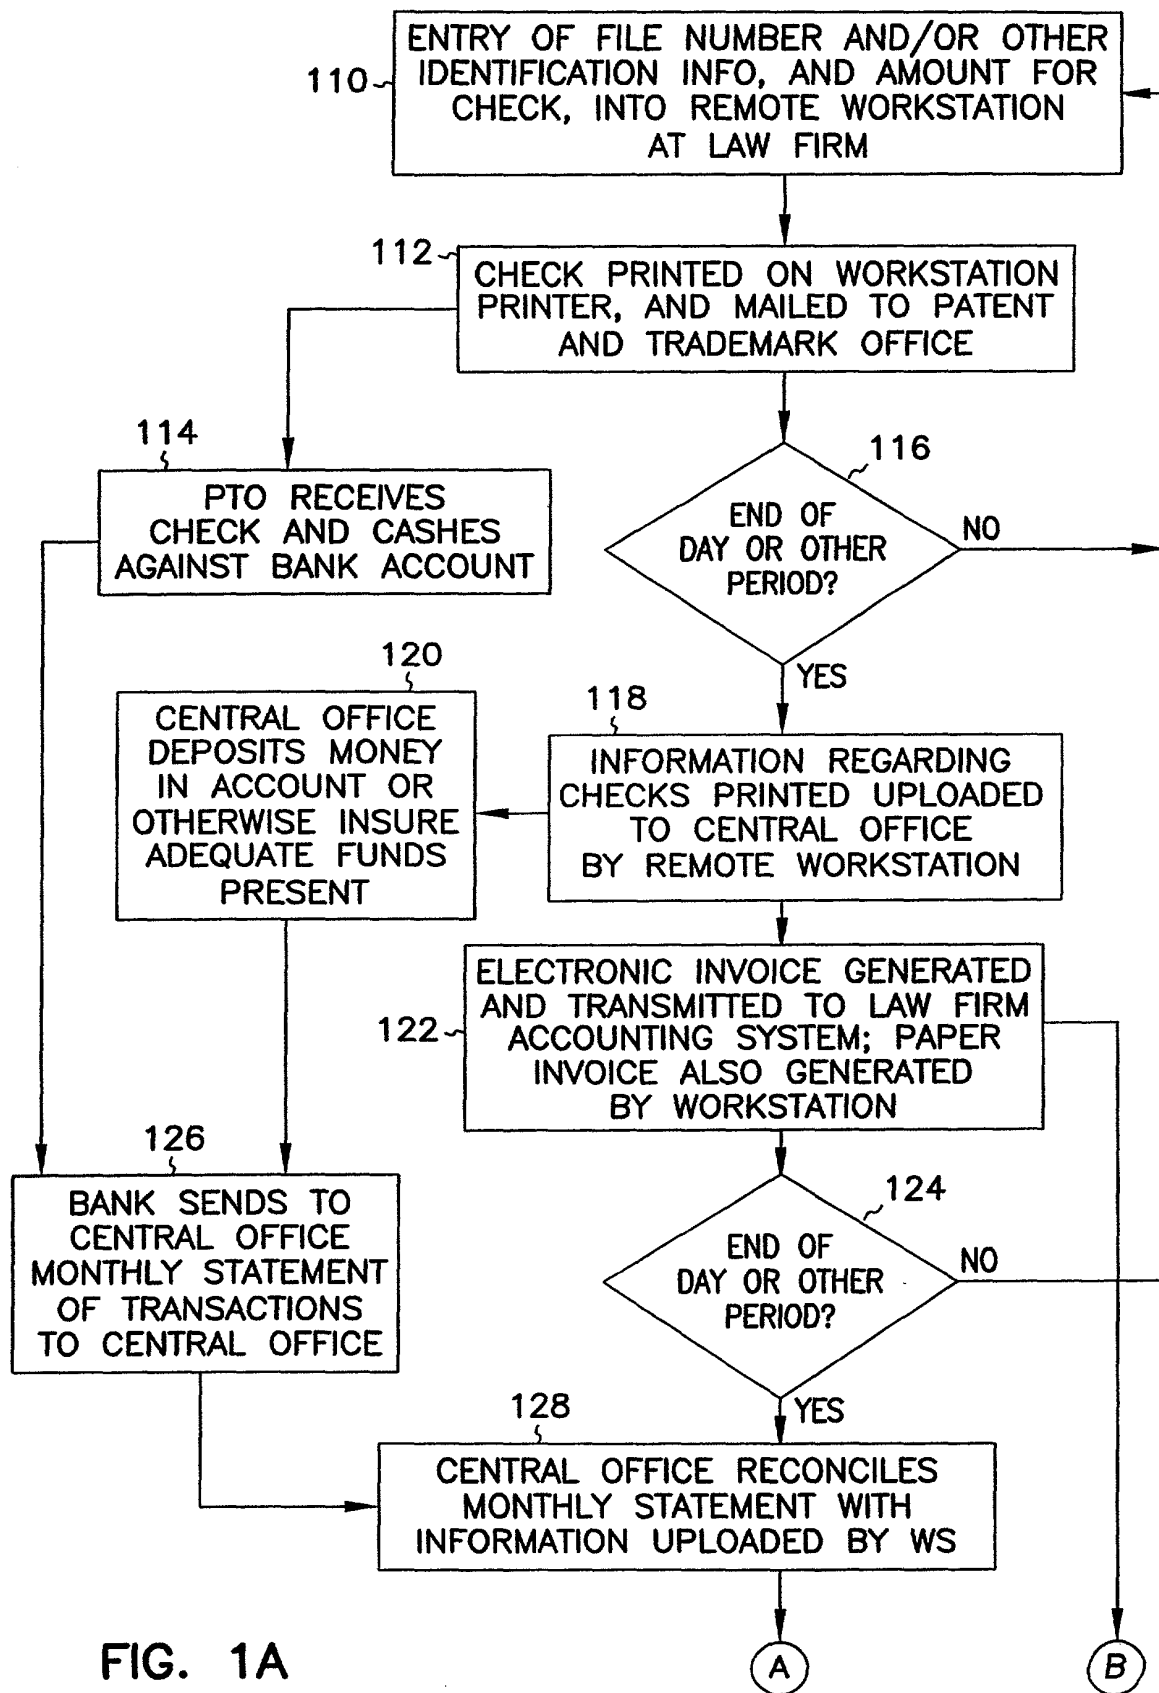 ENTRY OF FILE NUMBER AND/OR OTHER
IDENTIFICATION INFO, AND AMOUNT FOR
CHECK, INTO REMOTE WORKSTATION
AT LAW FIRM
110
112
CHECK PRINTED ON WORKSTATION
PRINTER, AND MAILED TO PATENT
AND TRADEMARK OFFICE
114
PTO RECEIVES
CHECK AND CASHES
AGAINST BANK ACCOUNT
116
END OF
DAY OR OTHER
PERIOD?
NO
YES
118
INFORMATION REGARDING
CHECKS PRINTED UPLOADED
TO CENTRAL OFFICE
BY REMOTE WORKSTATION
120
CENTRAL OFFICE
DEPOSITS MONEY
IN ACCOUNT OR
OTHERWISE INSURE
ADEQUATE FUNDS
PRESENT
122
ELECTRONIC INVOICE GENERATED
AND TRANSMITTED TO LAW FIRM
ACCOUNTING SYSTEM; PAPER
INVOICE ALSO GENERATED
BY WORKSTATION
124
END OF
DAY OR OTHER
PERIOD?
NO
YES
126
BANK SENDS TO
CENTRAL OFFICE
MONTHLY STATEMENT
OF TRANSACTIONS
TO CENTRAL OFFICE
128
CENTRAL OFFICE RECONCILES
MONTHLY STATEMENT WITH
INFORMATION UPLOADED BY WS
A
B
FIG. 1A